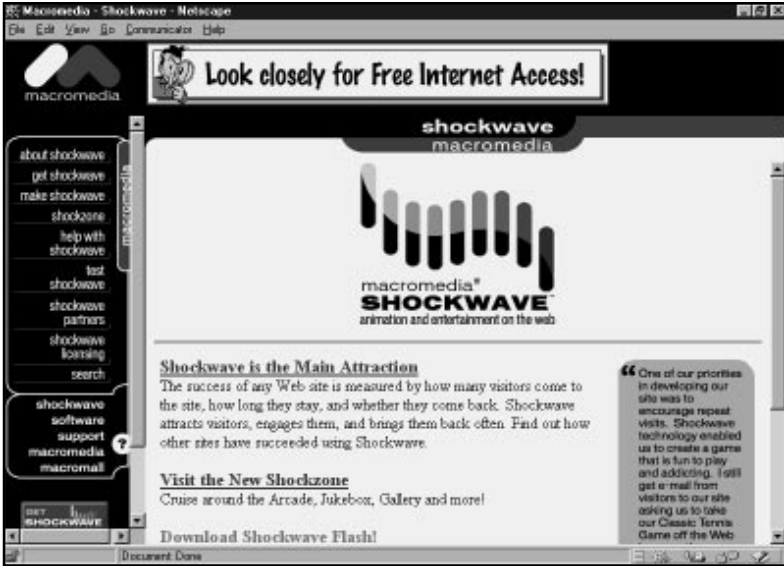 Macromedia - Shockwave - Netscape
File Edit View Go Communicator Help
macromedia
Look closely for Free Internet Access!
shockwave
macromedia
about shockwave
get shockwave
make shockwave
shockzone
help with
shockwave
test
shockwave
shockwave
partners
shockwave
licensing
search
macromedia
shockwave
software
support
macromedia
macromall
?
GET
SHOCKWAVE
macromedia®
SHOCKWAVE™
animation and entertainment on the web
Shockwave is the Main Attraction
The success of any Web site is measured by how many visitors come to
the site, how long they stay, and whether they come back. Shockwave
attracts visitors, engages them, and brings them back often. Find out how
other sites have succeeded using Shockwave.
Visit the New Shockzone
Cruise around the Arcade, Jukebox, Gallery and more!
Download Shockwave Flash!
“ One of our priorities
in developing our
site was to
encourage repeat
visits. Shockwave
technology enabled
us to create a game
that is fun to play
and addicting. I still
get e-mail from
visitors to our site
asking us to take
our Classic Tennis
Game off the Web
Document Done